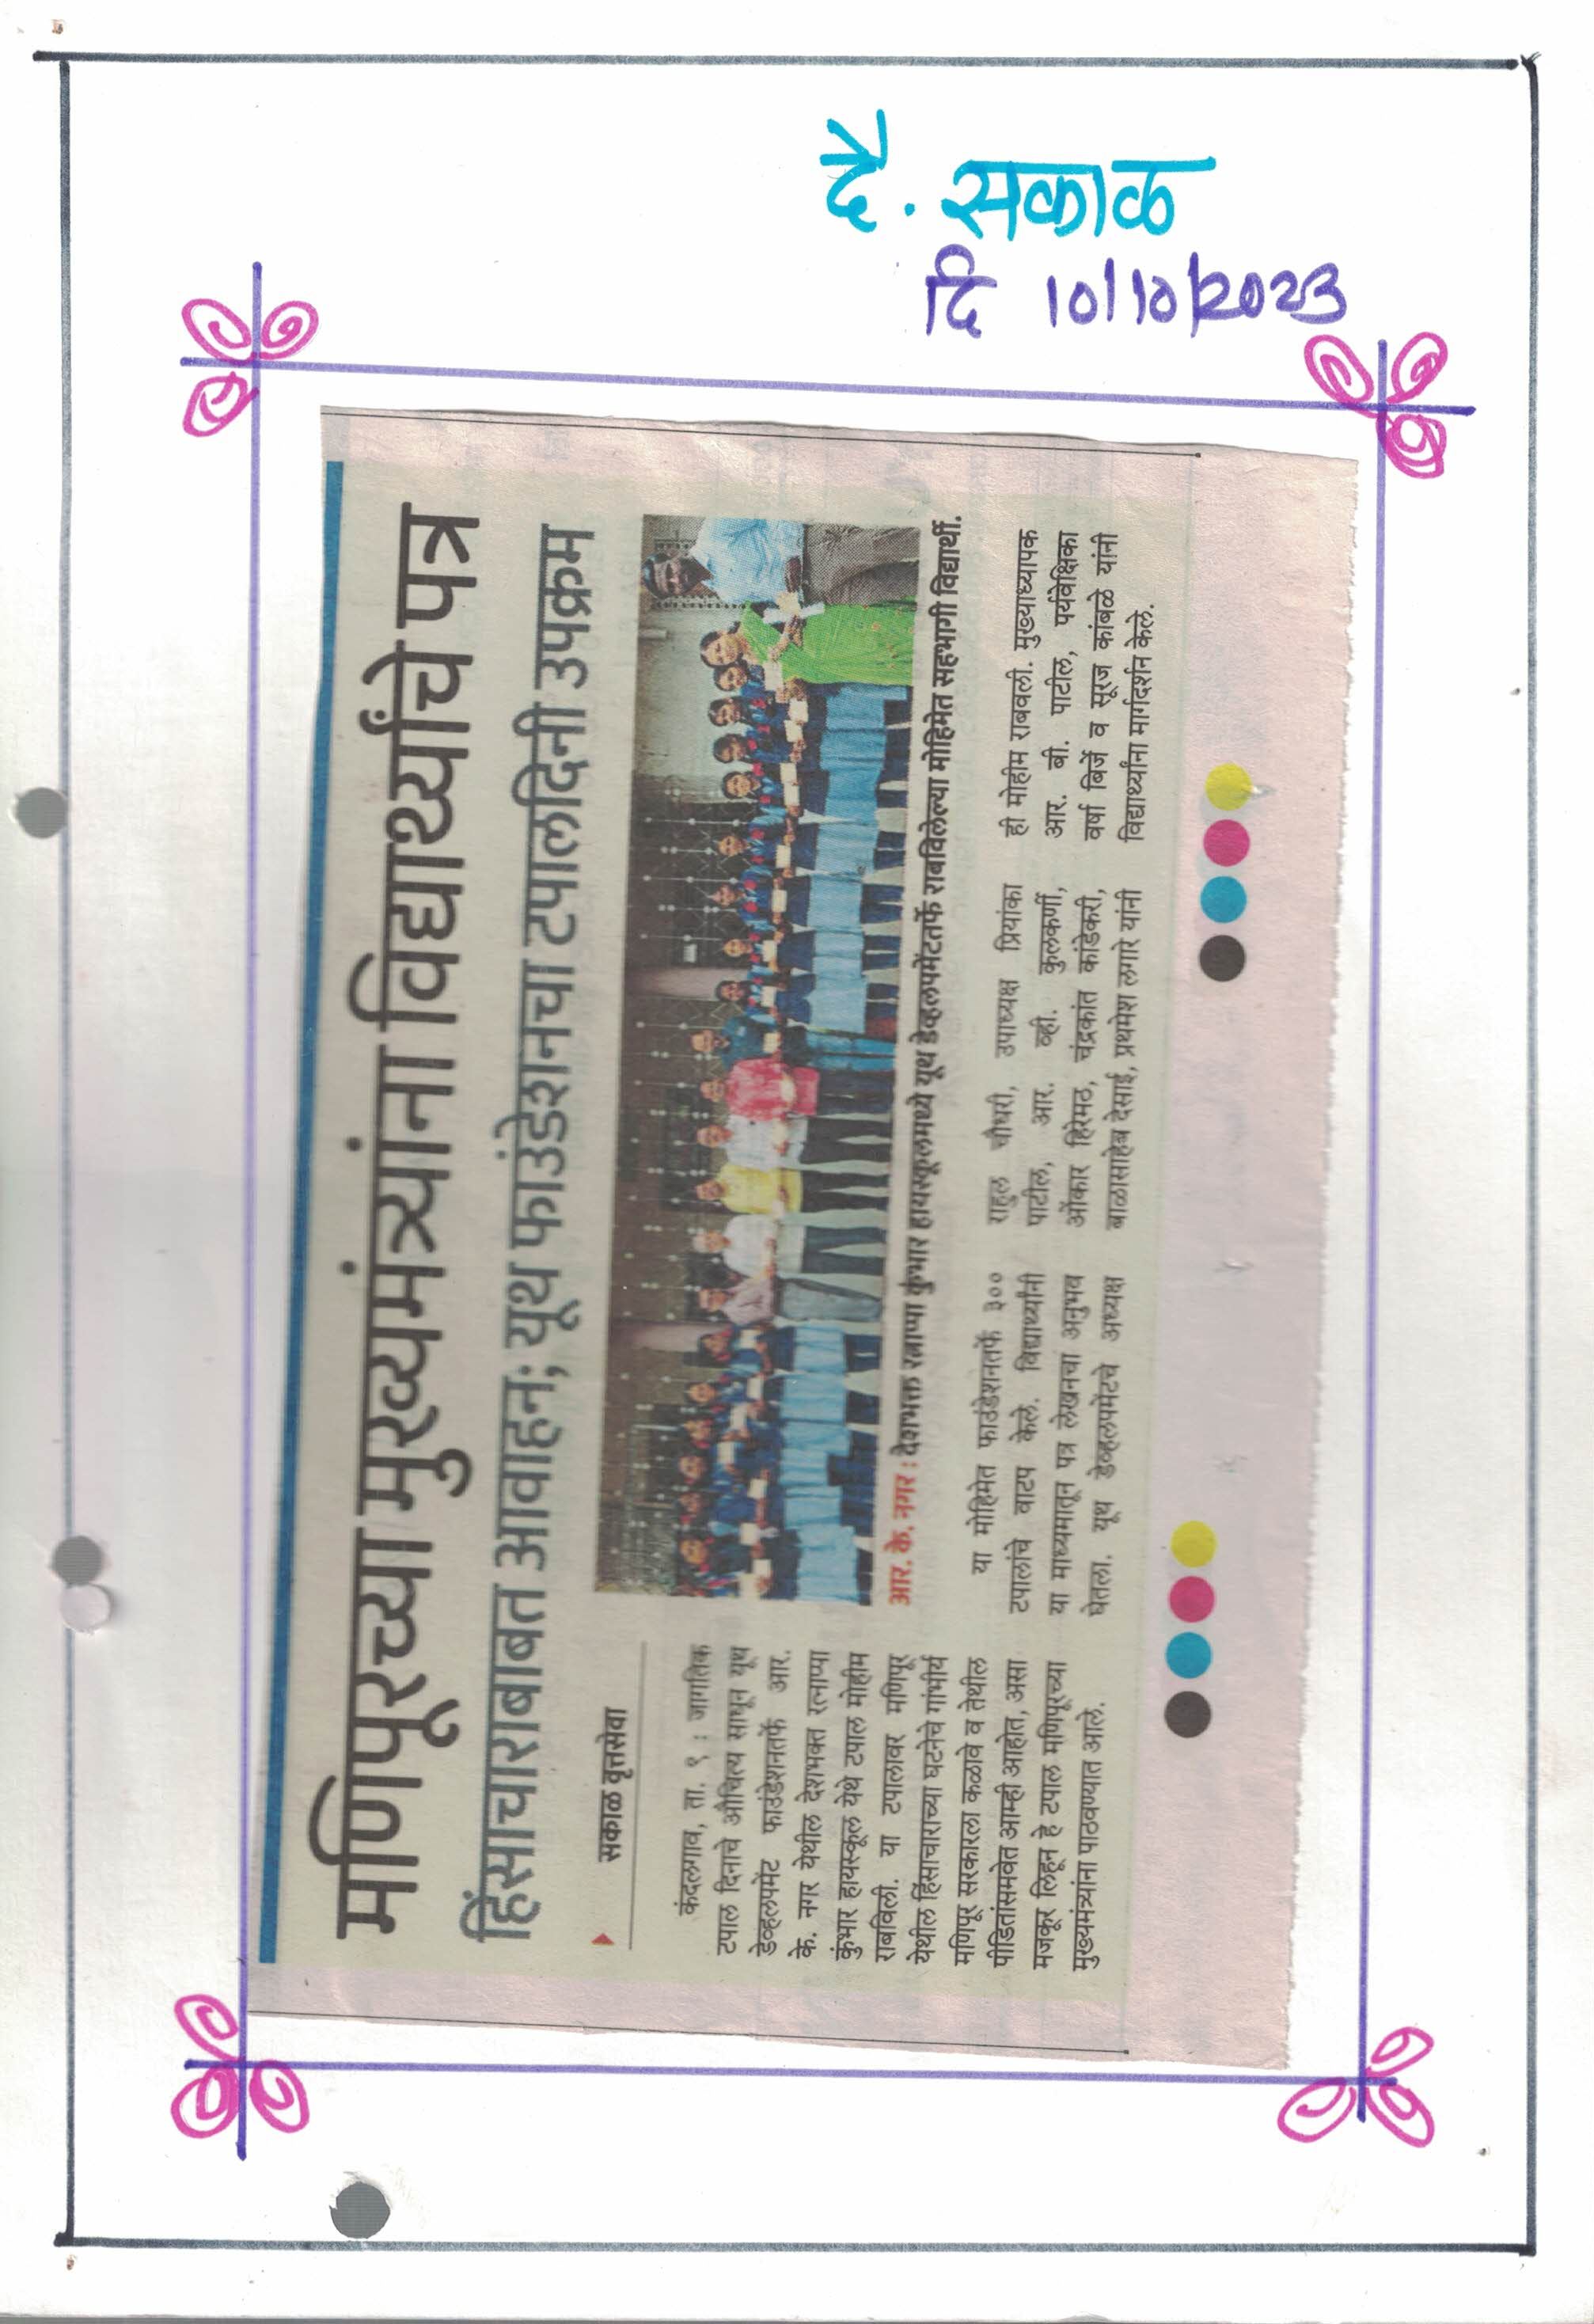 मणिपूरच्या मुख्यमंत्र्यांना विद्यार्थ्यांचे पत्र
हिंसाचाराबाबत आवाहन; यूथ फाउंडेशनचा टपालदिनी उपक्रम
सकाळ वृत्तसेवा
कंदलगाव, ता. ९ : जागतिक
टपाल दिनाचे औचित्य साधून यूथ
डेव्हलपमेंट फाउंडेशनतर्फे आर.
के. नगर येथील देशभक्त रत्नाप्पा
कुंभार हायस्कूल येथे टपाल मोहीम
राबविली. या टपालावर मणिपूर
येथील हिंसाचाराच्या घटनेचे गांभीर्य
मणिपूर सरकारला कळावे व तेथील
पीडितांसमवेत आम्ही आहोत, असा
मजकूर लिहून हे टपाल मणिपूरच्या
मुख्यमंत्र्यांना पाठवण्यात आले.
आर. के. नगर : देशभक्त रत्नाप्पा कुंभार हायस्कूलमध्ये यूथ डेव्हलपमेंटतर्फे राबविलेल्या मोहिमेत सहभागी विद्यार्थी.
या मोहिमेत फाउंडेशनतर्फे ३००
टपालांचे वाटप केले. विद्यार्थ्यांनी
या माध्यमातून पत्र लेखनचा अनुभव
घेतला. यूथ डेव्हलपमेंटचे अध्यक्ष
राहुल चौधरी, उपाध्यक्ष प्रियांका
पाटील, आर. व्ही. कुलकर्णी,
ओंकार हिरेमठ, चंद्रकांत कांडेकरी,
बाळासाहेब देसाई, प्रथमेश लगारे यांनी
ही मोहीम राबवली. मुख्याध्यापक
आर. बी. पाटील, पर्यवेक्षिका
वर्षा बिर्जे व सूरज कांबळे यांनी
विद्यार्थ्यांना मार्गदर्शन केले.
दै. सकाळ